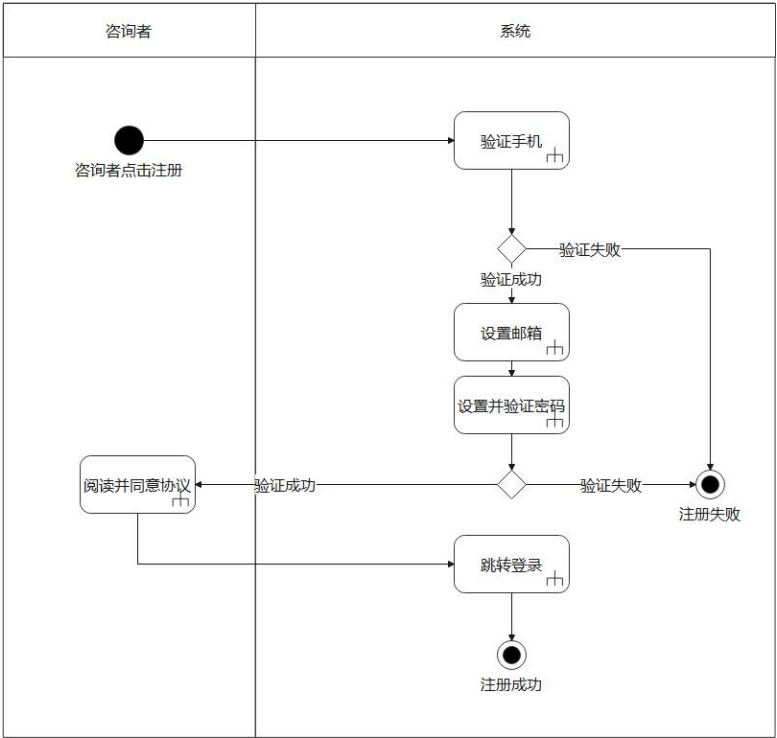 咨询者
系统
验证手机
咨询者点击注册
验证失败
验证成功
设置邮箱
设置并验证密码
阅读并同意协议
验证成功
验证失败
注册失败
跳转登录
注册成功